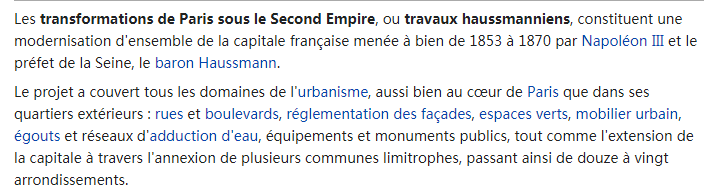 Les transformations de Paris sous le Second Empire, ou travaux haussmanniens, constituent une
modernisation d'ensemble de la capitale française menée à bien de 1853 à 1870 par Napoléon III et le
préfet de la Seine, le baron Haussmann.
Le projet a couvert tous les domaines de l'urbanisme, aussi bien au cœur de Paris que dans ses
quartiers extérieurs : rues et boulevards, réglementation des façades, espaces verts, mobilier urbain,
égouts et réseaux d'adduction d'eau, équipements et monuments publics, tout comme l'extension de
la capitale à travers l'annexion de plusieurs communes limitrophes, passant ainsi de douze à vingt
arrondissements.